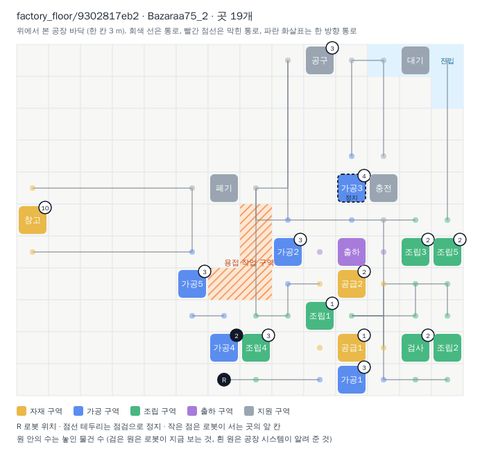 factory_floor/9302817eb2 · Bazaraa75_2 · 곳 19개
위에서 본 공장 바닥 (한 칸 3 m). 회색 선은 통로, 빨간 점선은 막힌 통로, 파란 화살표는 한 방향 통로
공구 3
대기
창고 10
폐기
가공3 4
정지
충전
용접 작업 구역
가공2 3
출하
조립3 2
조립5 2
가공5 3
공급2 2
조립1 1
가공4 2
조립4 3
공급1 1
검사 2
조립2
R
가공1 3
자재 구역
가공 구역
조립 구역
출하 구역
지원 구역
R 로봇 위치 · 점선 테두리는 점검으로 정지 · 작은 점은 로봇이 서는 곳의 앞 칸
원 안의 수는 놓인 물건 수 (검은 원은 로봇이 지금 보는 것, 흰 원은 공장 시스템이 알려 준 것)